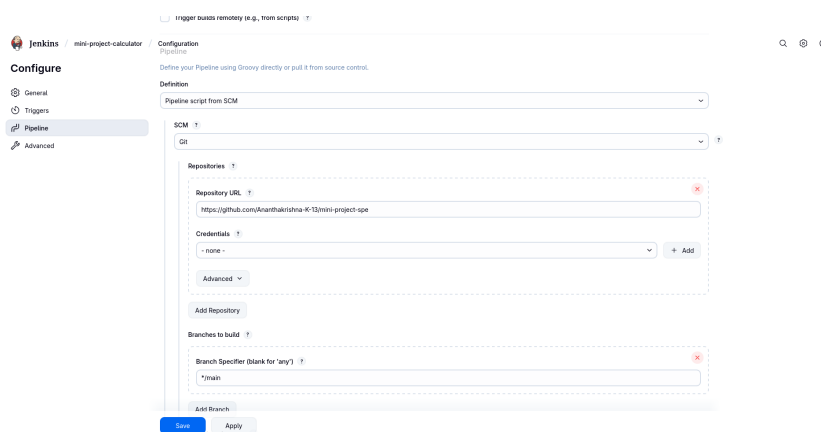 Trigger builds remotely (e.g., from scripts) ?
Jenkins / mini-project-calculator / Configuration
Pipeline
Configure
Define your Pipeline using Groovy directly or pull it from source control.
Definition
General
Pipeline script from SCM
Triggers
Pipeline
SCM ?
Advanced
Git
?
Repositories ?
Repository URL ?
https://github.com/Ananthakrishna-K-13/mini-project-spe
Credentials ?
- none -
+ Add
Advanced
Add Repository
Branches to build ?
Branch Specifier (blank for 'any') ?
*/main
Add Branch
Save
Apply